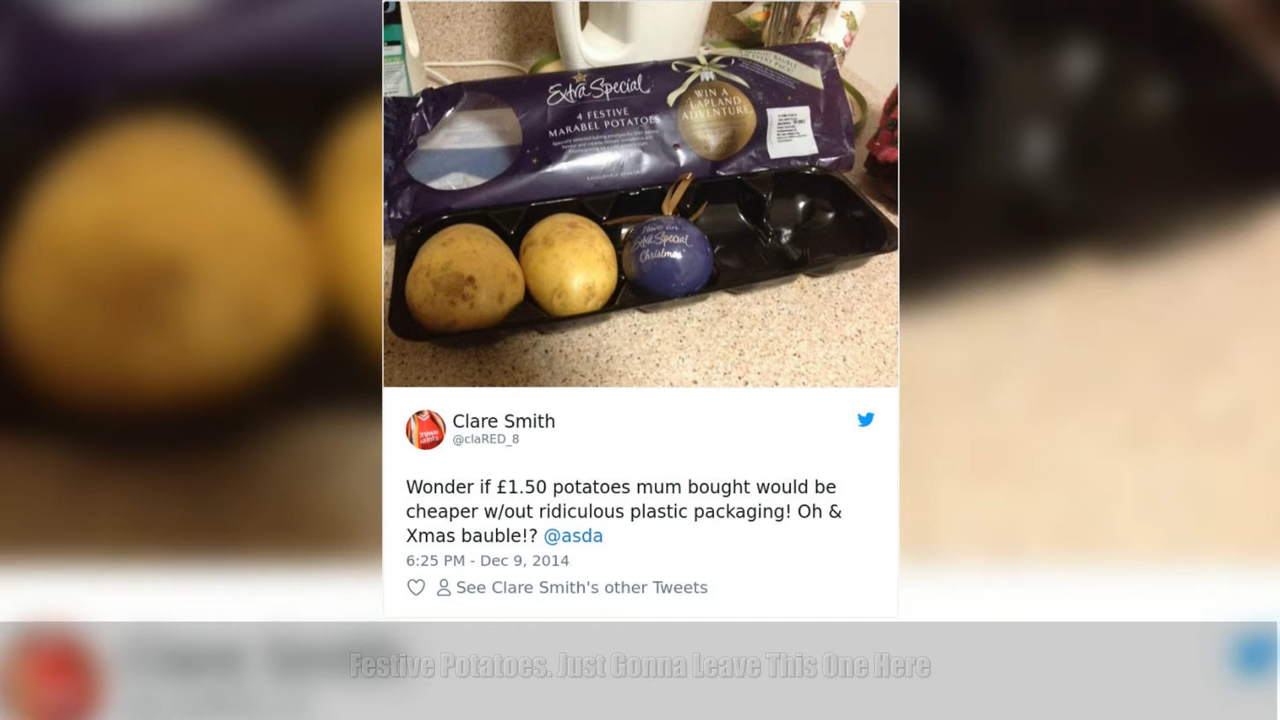 Extra Special
4 FESTIVE
MARABEL POTATOES
WIN A
LAPLAND
ADVENTURE
Have an
Extra Special
Christmas
Clare Smith
@claRED_8
Wonder if £1.50 potatoes mum bought would be
cheaper w/out ridiculous plastic packaging! Oh &
Xmas bauble!? @asda
6:25 PM - Dec 9, 2014
See Clare Smith's other Tweets
Festive Potatoes. Just Gonna Leave This One Here